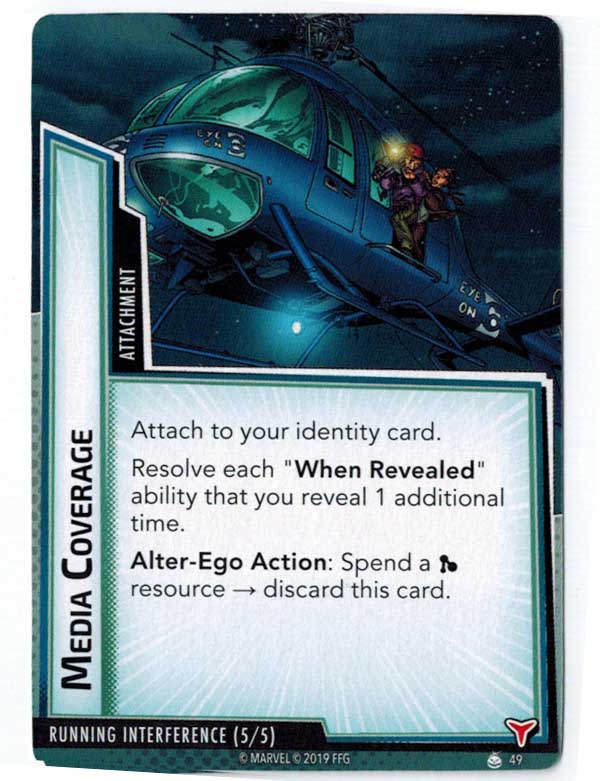 EYE
ON
EYE
ON
ATTACHMENT
MEDIA COVERAGE
Attach to your identity card.
Resolve each "When Revealed"
ability that you reveal 1 additional
time.
Alter-Ego Action: Spend a
resource → discard this card.
RUNNING INTERFERENCE (5/5)
© MARVEL © 2019 FFG
49